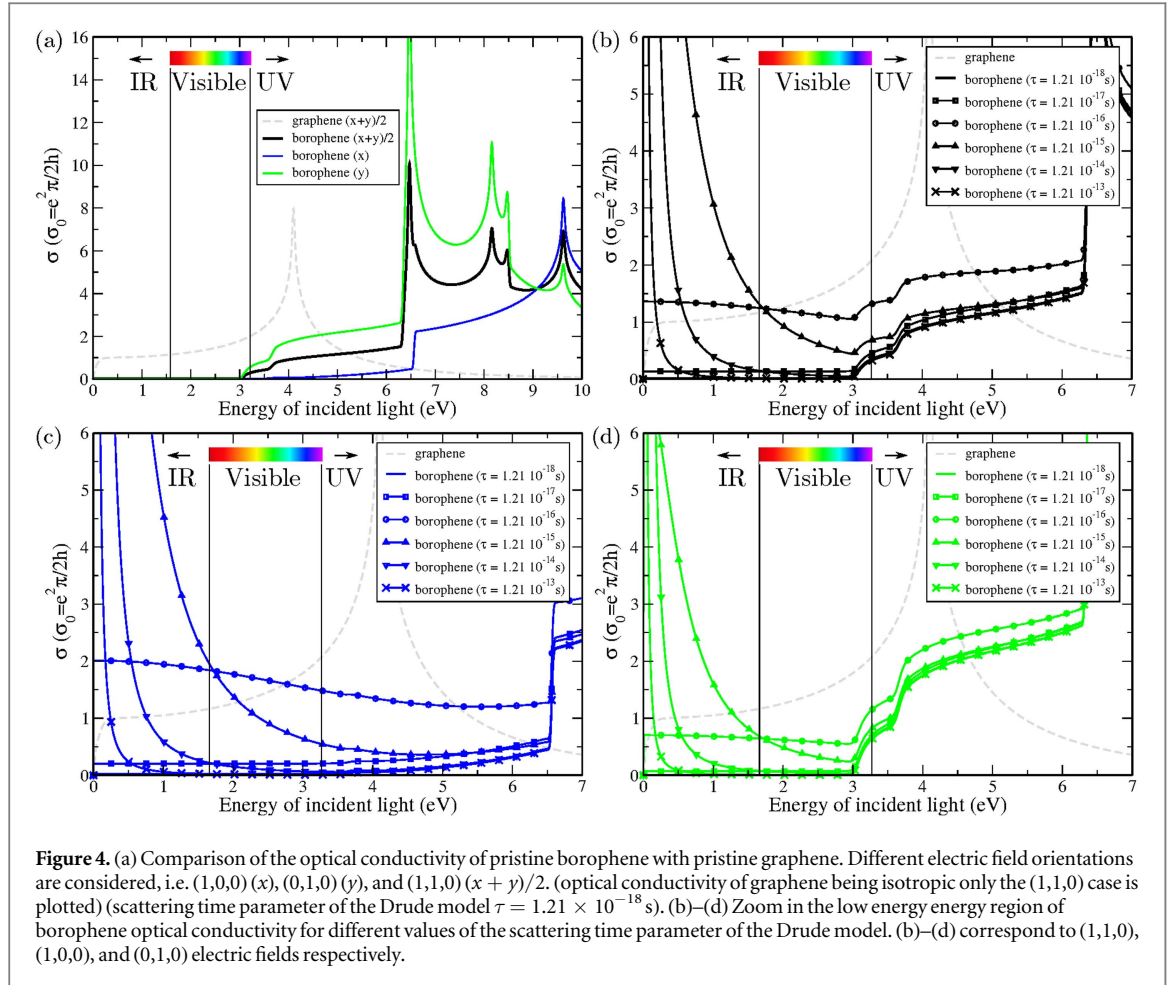 (a)
16
14
12
10
8
6
4
2
0
σ (σ₀=e²π/2h)
IR
Visible
UV
graphene (x+y)/2
borophene (x+y)/2
borophene (x)
borophene (y)
0 1 2 3 4 5 6 7 8 9 10
Energy of incident light (eV)
(b)
6
5
4
3
2
1
0
σ (σ₀=e²π/2h)
IR
Visible
UV
graphene
borophene (τ = 1.21 10⁻¹⁸s)
borophene (τ = 1.21 10⁻¹⁷s)
borophene (τ = 1.21 10⁻¹⁶s)
borophene (τ = 1.21 10⁻¹⁵s)
borophene (τ = 1.21 10⁻¹⁴s)
borophene (τ = 1.21 10⁻¹³s)
0 1 2 3 4 5 6 7
Energy of incident light (eV)
(c)
6
5
4
3
2
1
0
σ (σ₀=e²π/2h)
IR
Visible
UV
graphene
borophene (τ = 1.21 10⁻¹⁸s)
borophene (τ = 1.21 10⁻¹⁷s)
borophene (τ = 1.21 10⁻¹⁶s)
borophene (τ = 1.21 10⁻¹⁵s)
borophene (τ = 1.21 10⁻¹⁴s)
borophene (τ = 1.21 10⁻¹³s)
0 1 2 3 4 5 6 7
Energy of incident light (eV)
(d)
6
5
4
3
2
1
0
σ (σ₀=e²π/2h)
IR
Visible
UV
graphene
borophene (τ = 1.21 10⁻¹⁸s)
borophene (τ = 1.21 10⁻¹⁷s)
borophene (τ = 1.21 10⁻¹⁶s)
borophene (τ = 1.21 10⁻¹⁵s)
borophene (τ = 1.21 10⁻¹⁴s)
borophene (τ = 1.21 10⁻¹³s)
0 1 2 3 4 5 6 7
Energy of incident light (eV)
Figure 4. (a) Comparison of the optical conductivity of pristine borophene with pristine graphene. Different electric field orientations
are considered, i.e. (1,0,0) (x), (0,1,0) (y), and (1,1,0) (x + y)/2. (optical conductivity of graphene being isotropic only the (1,1,0) case is
plotted) (scattering time parameter of the Drude model τ = 1.21 × 10⁻¹⁸ s). (b)–(d) Zoom in the low energy energy region of
borophene optical conductivity for different values of the scattering time parameter of the Drude model. (b)–(d) correspond to (1,1,0),
(1,0,0), and (0,1,0) electric fields respectively.